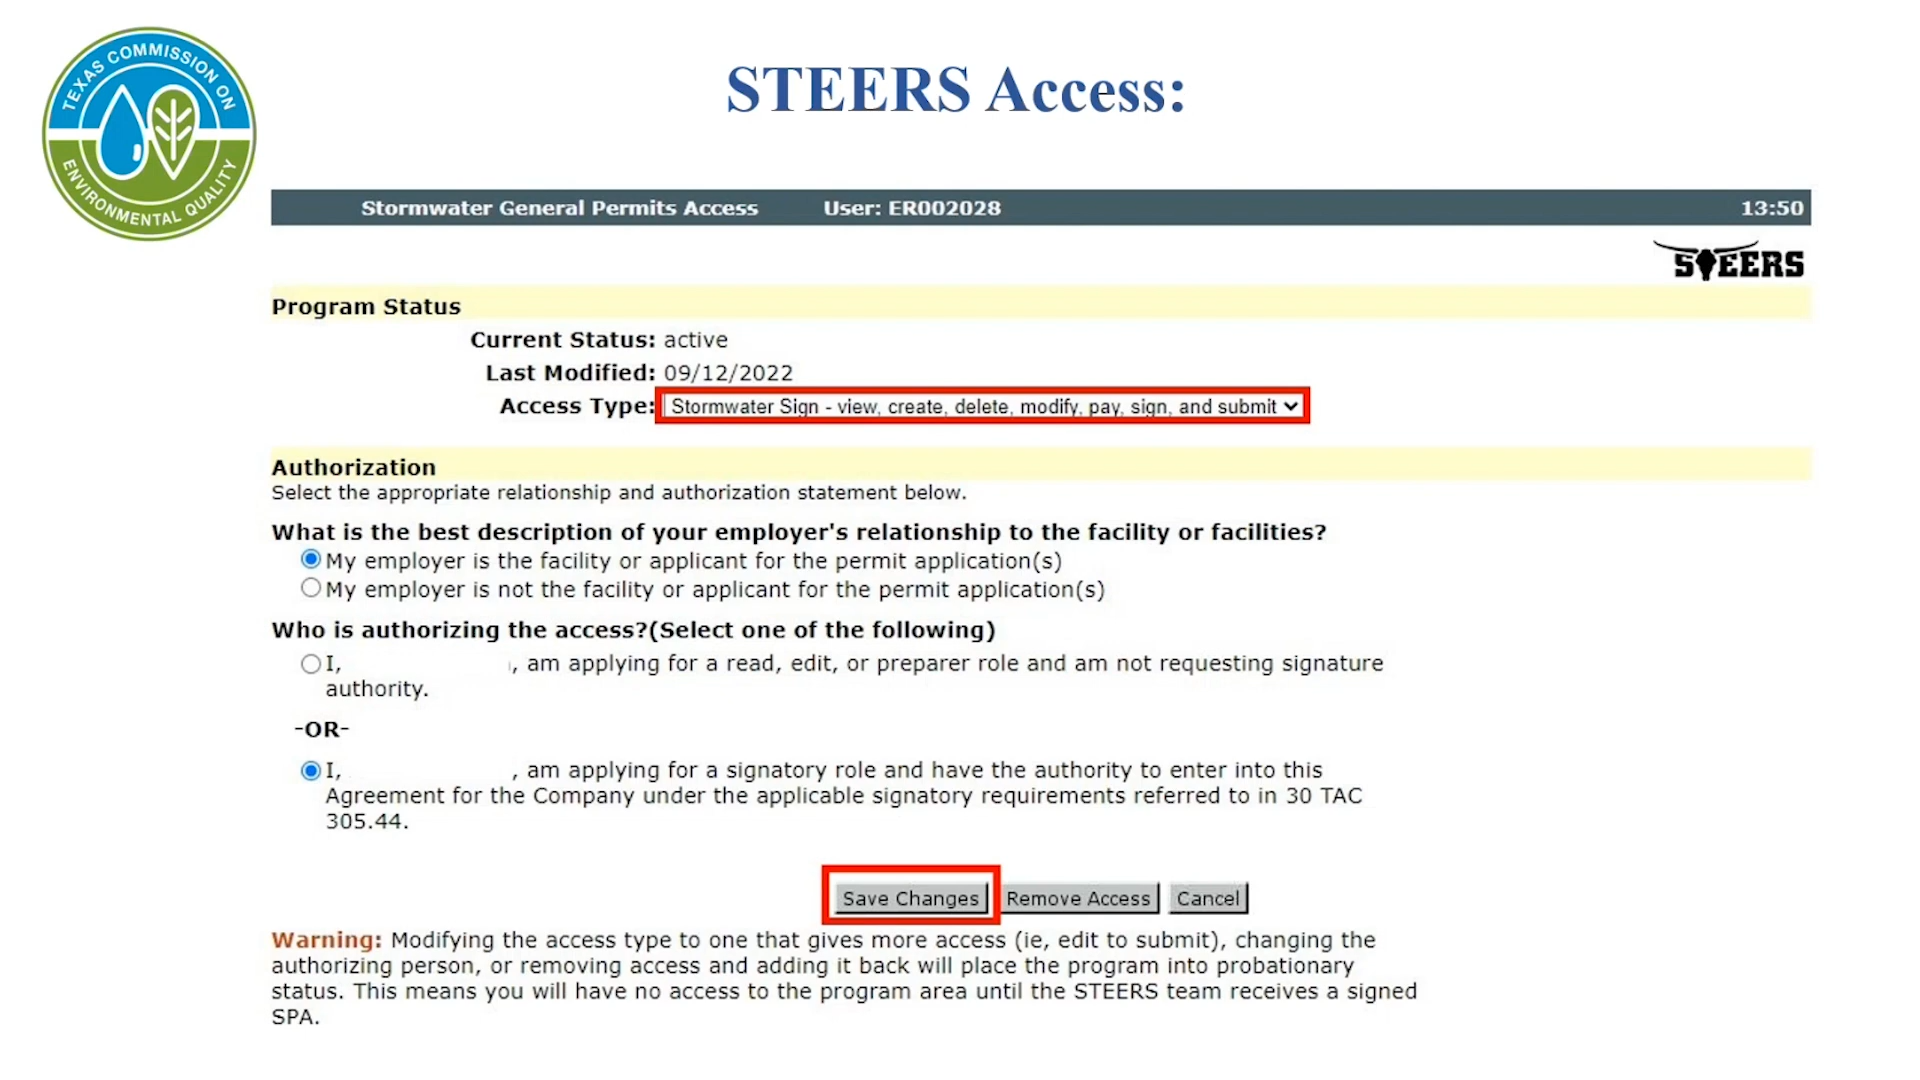 TEXAS COMMISSION ON
ENVIRONMENTAL QUALITY
STEERS Access:
Stormwater General Permits Access User: ER002028 13:50
STEERS
Program Status
Current Status: active
Last Modified: 09/12/2022
Access Type: Stormwater Sign - view, create, delete, modify, pay, sign, and submit
Authorization
Select the appropriate relationship and authorization statement below.
What is the best description of your employer's relationship to the facility or facilities?
My employer is the facility or applicant for the permit application(s)
My employer is not the facility or applicant for the permit application(s)
Who is authorizing the access?(Select one of the following)
I, , am applying for a read, edit, or preparer role and am not requesting signature
authority.
-OR-
I, , am applying for a signatory role and have the authority to enter into this
Agreement for the Company under the applicable signatory requirements referred to in 30 TAC
305.44.
Save Changes Remove Access Cancel
Warning: Modifying the access type to one that gives more access (ie, edit to submit), changing the
authorizing person, or removing access and adding it back will place the program into probationary
status. This means you will have no access to the program area until the STEERS team receives a signed
SPA.